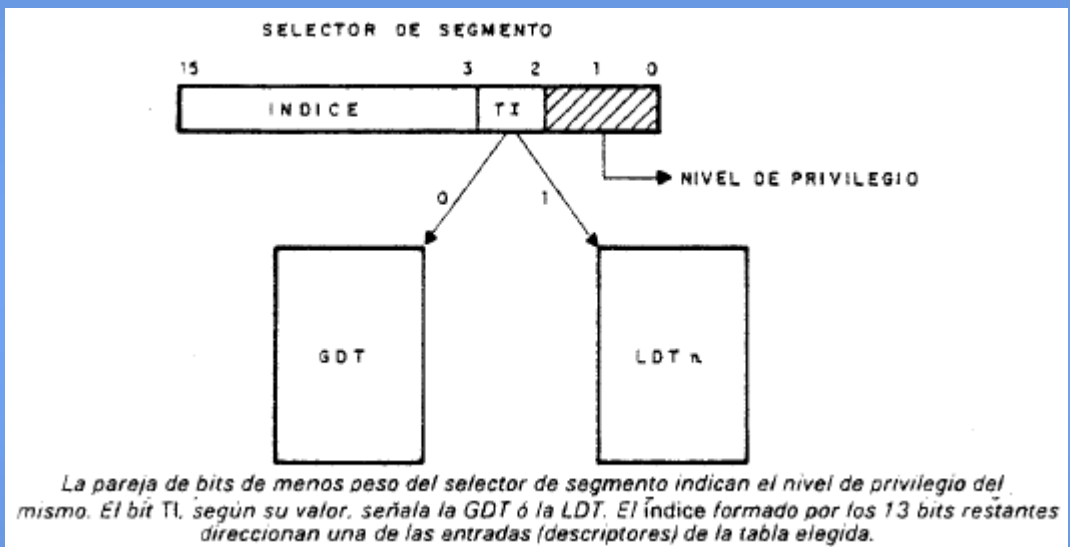 SELECTOR DE SEGMENTO
15 3 2 1 0
INDICE TI
NIVEL DE PRIVILEGIO
0 1
GDT LDT n
La pareja de bits de menos peso del selector de segmento indican el nivel de privilegio del
mismo. El bit TI, según su valor, señala la GDT ó la LDT. El índice formado por los 13 bits restantes
direccionan una de las entradas (descriptores) de la tabla elegida.